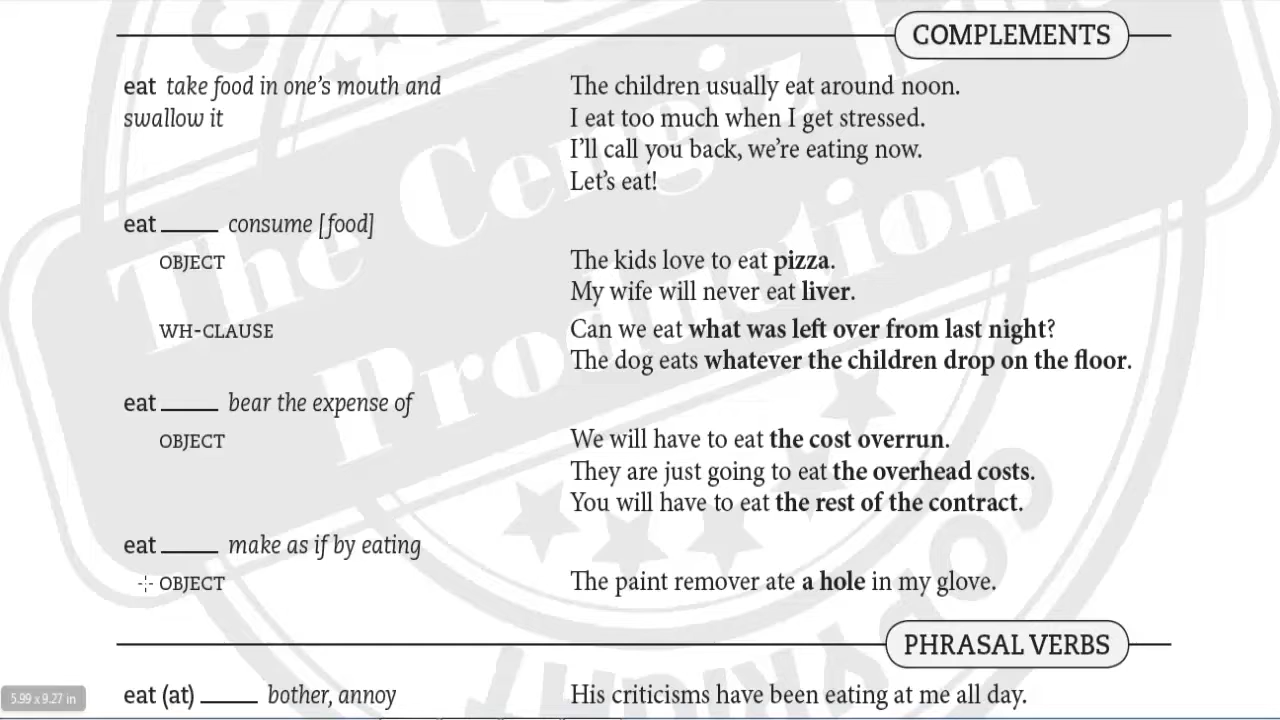 COMPLEMENTS
eat take food in one's mouth and
swallow it
The children usually eat around noon.
I eat too much when I get stressed.
I'll call you back, we're eating now.
Let's eat!
eat ____ consume [food]
OBJECT
The kids love to eat pizza.
My wife will never eat liver.
WH-CLAUSE
Can we eat what was left over from last night?
The dog eats whatever the children drop on the floor.
eat ____ bear the expense of
OBJECT
We will have to eat the cost overrun.
They are just going to eat the overhead costs.
You will have to eat the rest of the contract.
eat ____ make as if by eating
OBJECT
The paint remover ate a hole in my glove.
PHRASAL VERBS
eat (at) ____ bother, annoy
His criticisms have been eating at me all day.
5.99 x 9.27 in
The Cengiz
Production